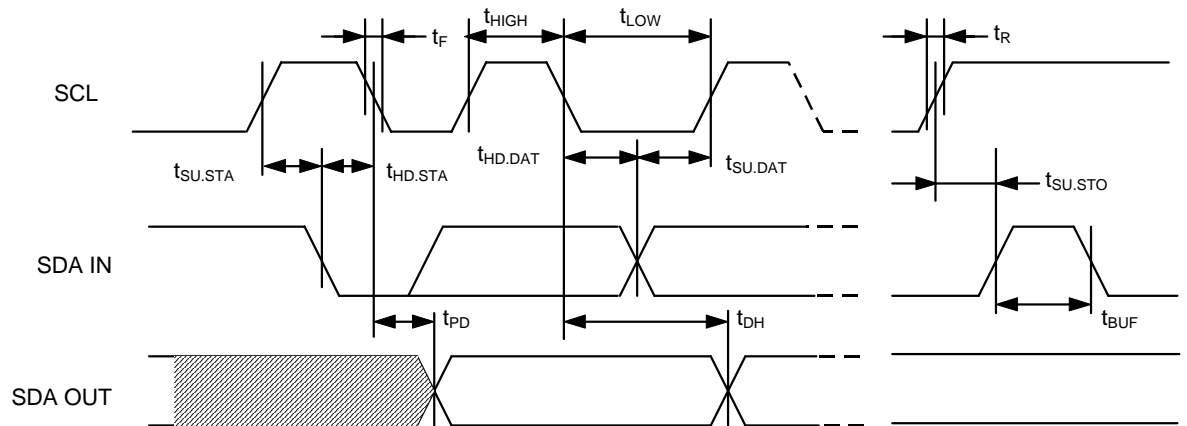 tHIGH tLOW
tF tR
SCL
tSU.STA tHD.STA tHD.DAT tSU.DAT tSU.STO
SDA IN
tPD tDH tBUF
SDA OUT